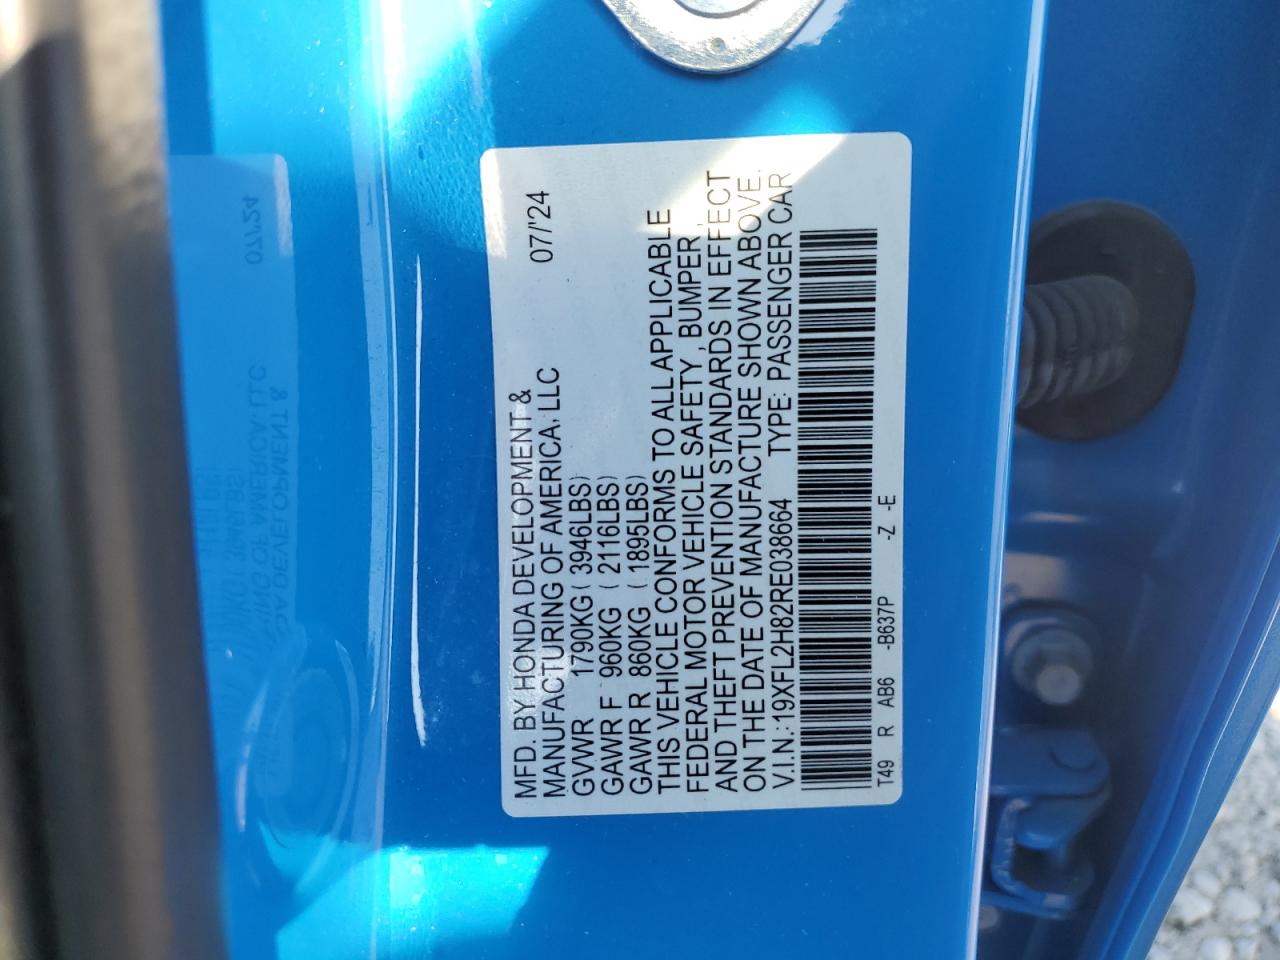 MFD. BY HONDA DEVELOPMENT &
MANUFACTURING OF AMERICA, LLC 07/'24
GVWR 1790KG ( 3946LBS)
GAWR F 960KG ( 2116LBS)
GAWR R 860KG ( 1895LBS)
THIS VEHICLE CONFORMS TO ALL APPLICABLE
FEDERAL MOTOR VEHICLE SAFETY, BUMPER,
AND THEFT PREVENTION STANDARDS IN EFFECT
ON THE DATE OF MANUFACTURE SHOWN ABOVE.
V.I.N.:19XFL2H82RE038664 TYPE: PASSENGER CAR
T49 R AB6 -B637P -Z -E